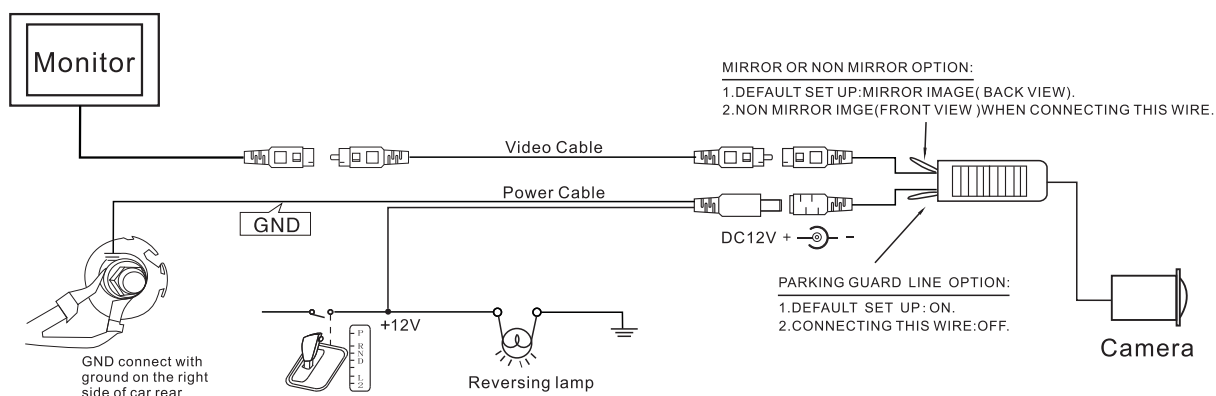 Monitor
MIRROR OR NON MIRROR OPTION:
1.DEFAULT SET UP:MIRROR IMAGE( BACK VIEW).
2.NON MIRROR IMGE(FRONT VIEW )WHEN CONNECTING THIS WIRE.
Video Cable
Power Cable
GND
DC12V + -
PARKING GUARD LINE OPTION:
1.DEFAULT SET UP: ON.
2.CONNECTING THIS WIRE:OFF.
Camera
+12V
P
R
N
D
L
2
Reversing lamp
GND connect with
ground on the right
side of car rear